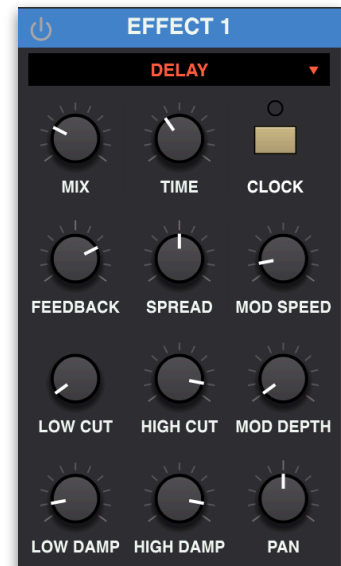 EFFECT 1
DELAY
MIX TIME CLOCK
FEEDBACK SPREAD MOD SPEED
LOW CUT HIGH CUT MOD DEPTH
LOW DAMP HIGH DAMP PAN